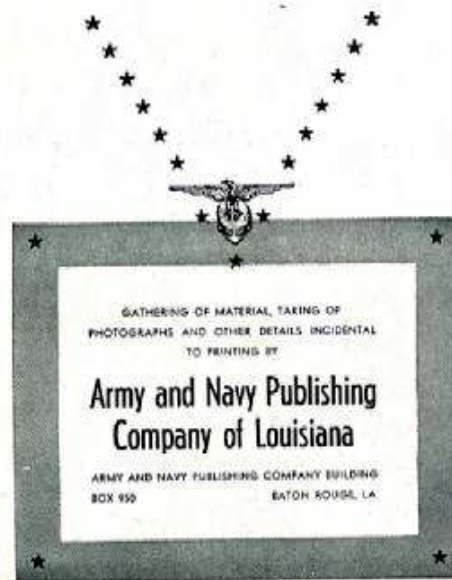 GATHERING OF MATERIAL, TAKING OF
PHOTOGRAPHS AND OTHER DETAILS INCIDENTAL
TO PRINTING BY
Army and Navy Publishing
Company of Louisiana
ARMY AND NAVY PUBLISHING COMPANY BUILDING
BOX 950 BATON ROUGE, LA